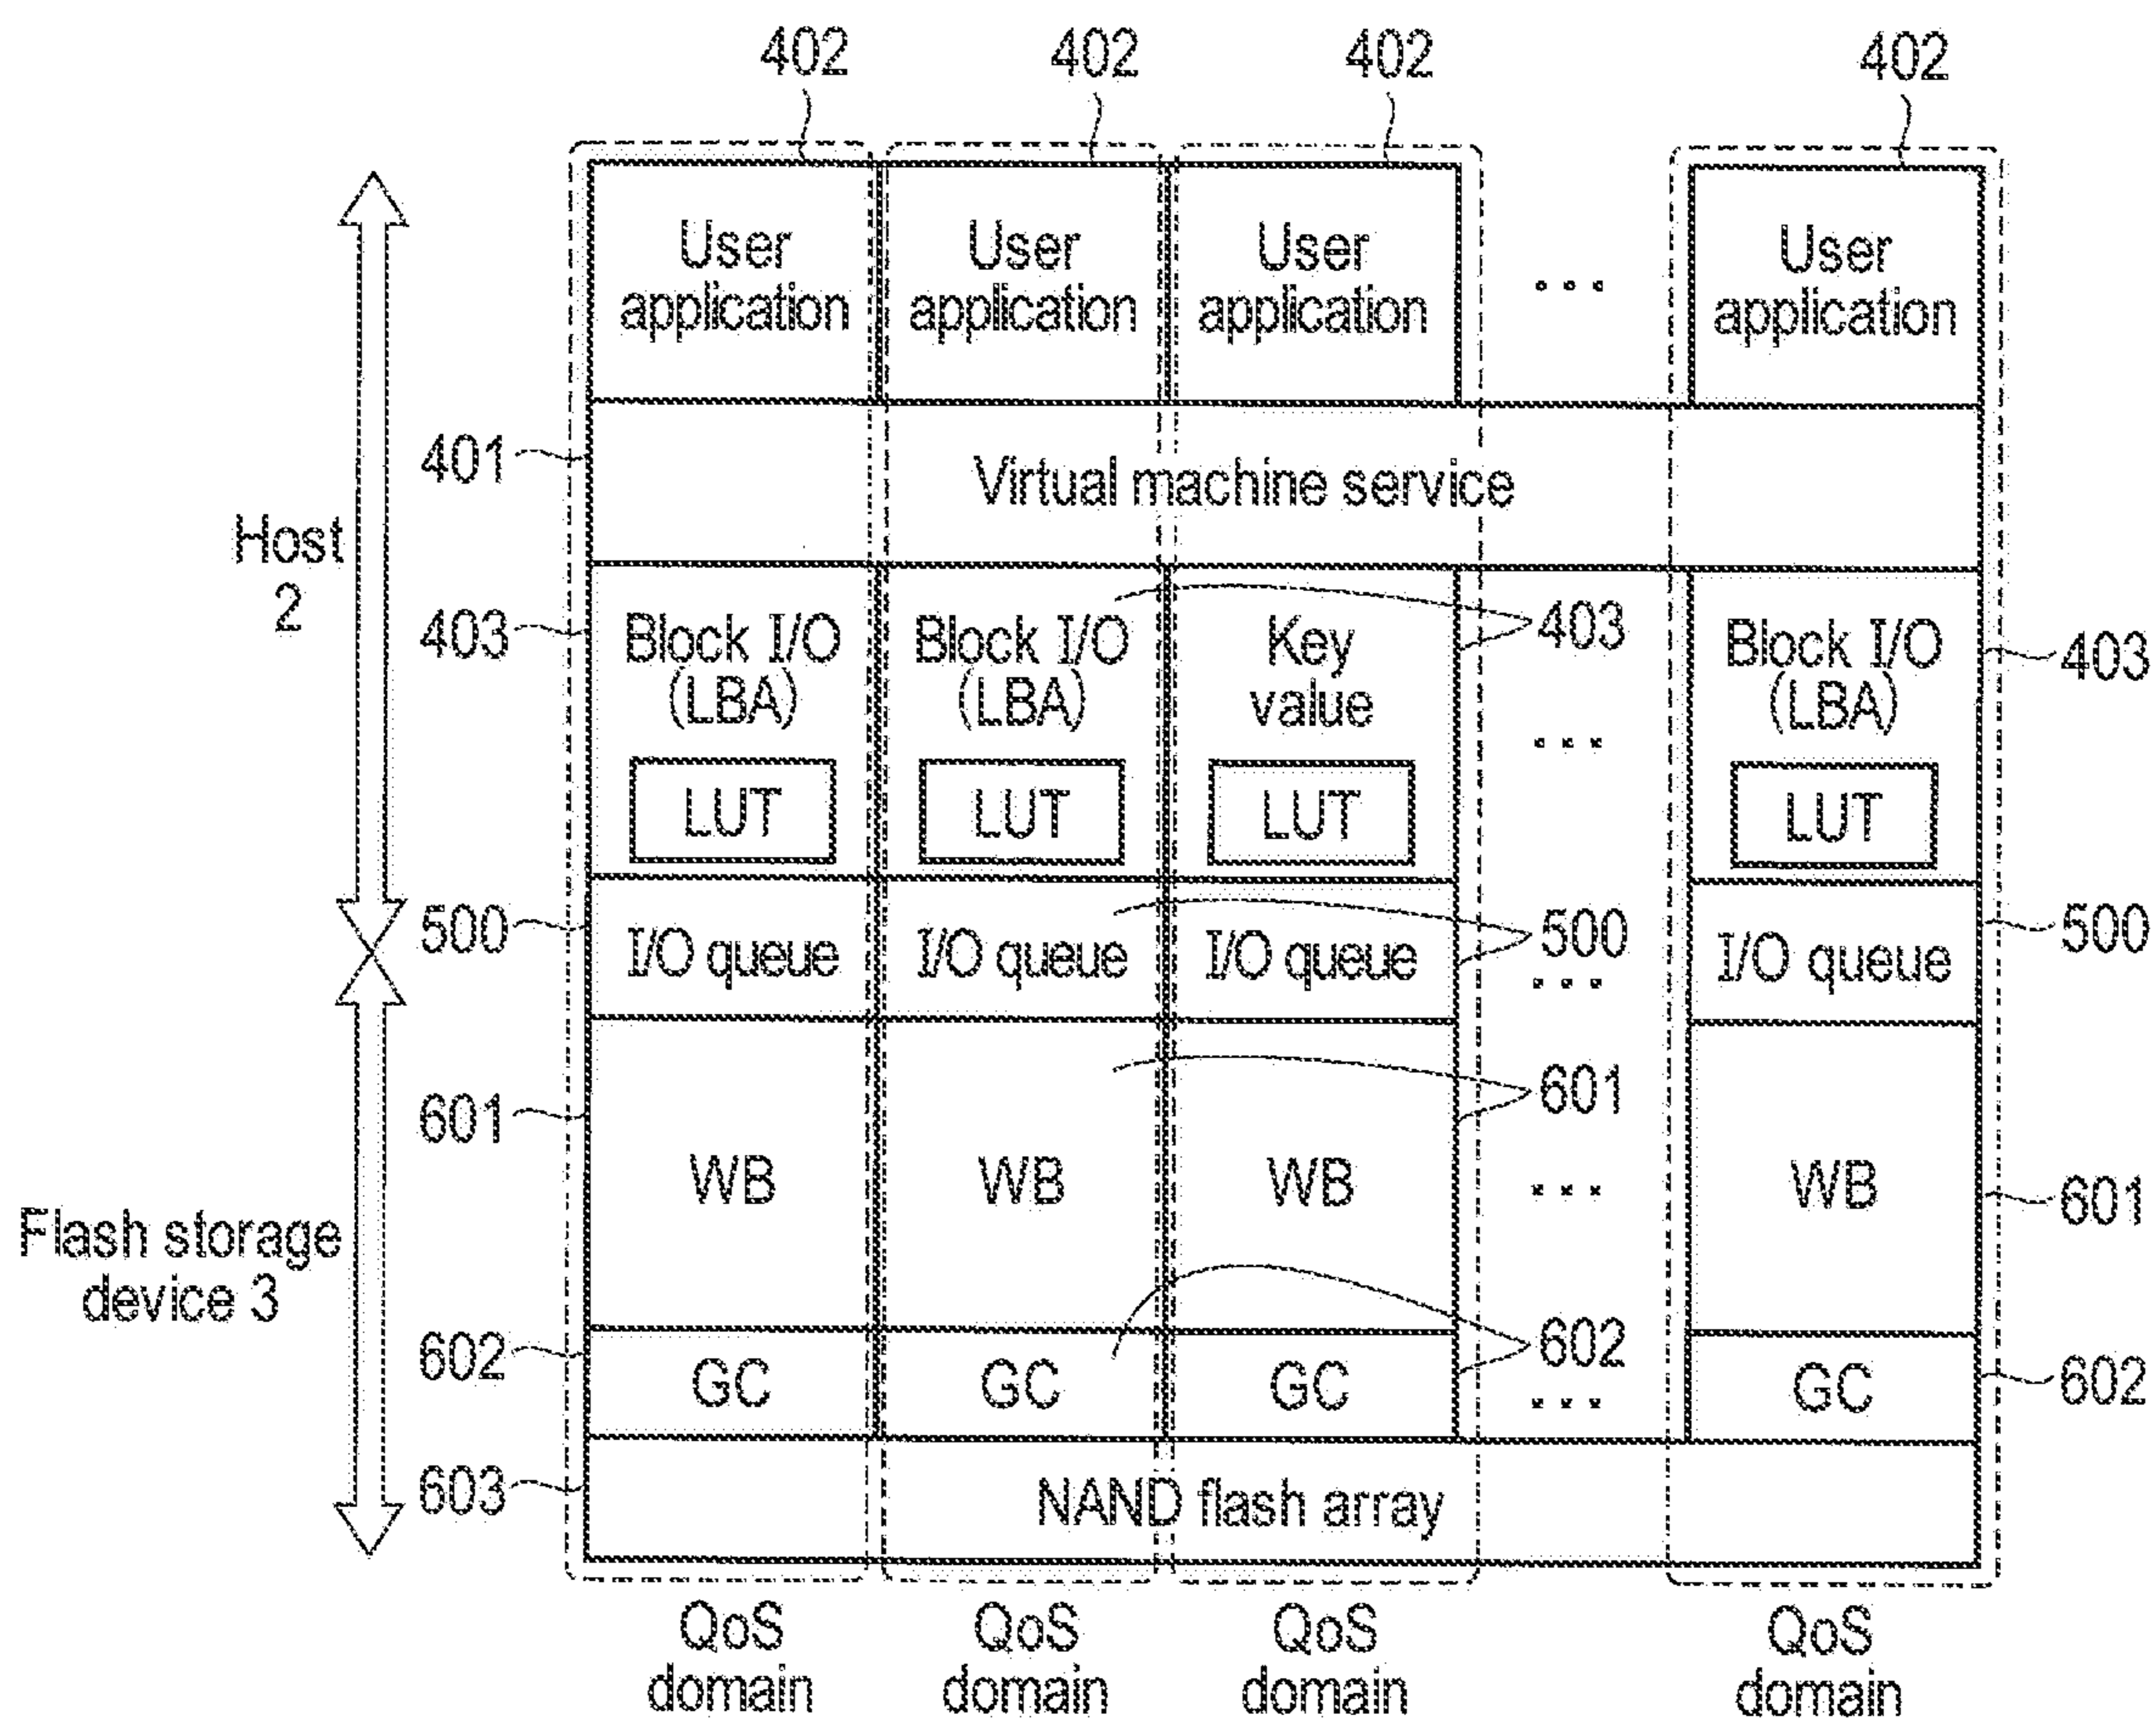 402 402 402 402
User application User application User application ... User application
401 Virtual machine service
Host 2
403 Block I/O (LBA) Block I/O (LBA) Key value 403 ... Block I/O (LBA) 403
LUT LUT LUT LUT
500 I/O queue I/O queue I/O queue 500 ... I/O queue 500
601 WB WB WB 601 ... WB 601
Flash storage device 3
602 GC GC GC 602 ... GC 602
603 NAND flash array
QoS domain QoS domain QoS domain QoS domain